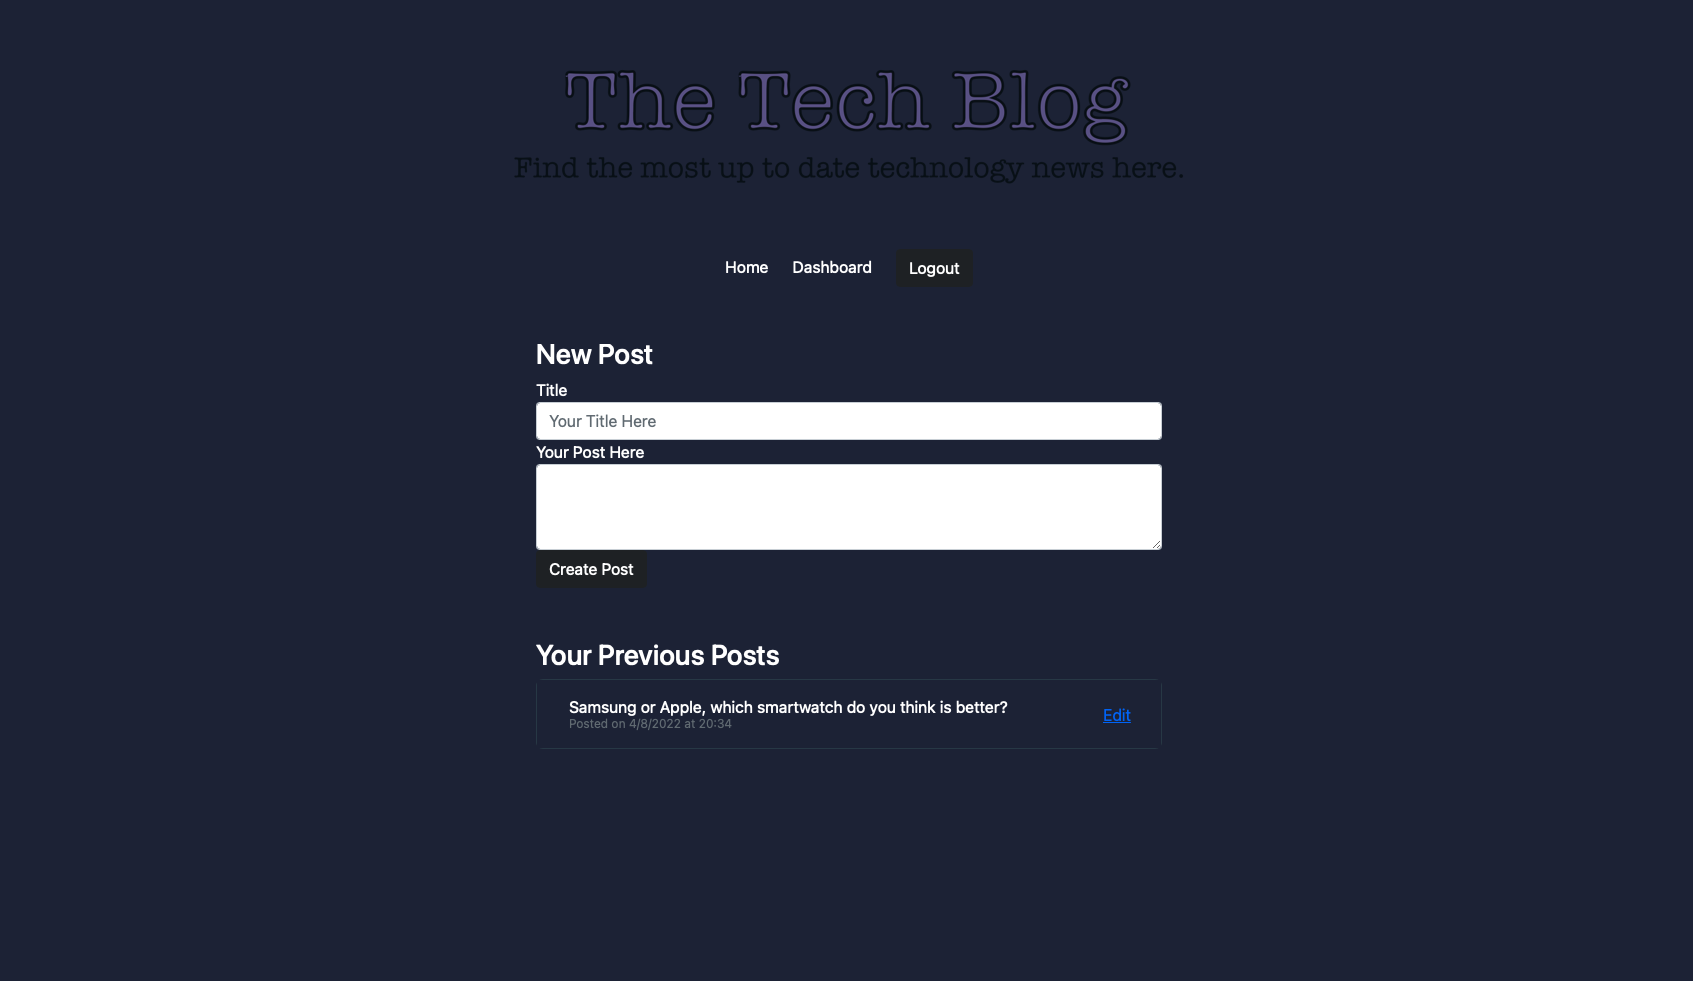 The Tech Blog
Find the most up to date technology news here.
Home Dashboard Logout
New Post
Title
Your Title Here
Your Post Here
Create Post
Your Previous Posts
Samsung or Apple, which smartwatch do you think is better?
Posted on 4/8/2022 at 20:34
Edit